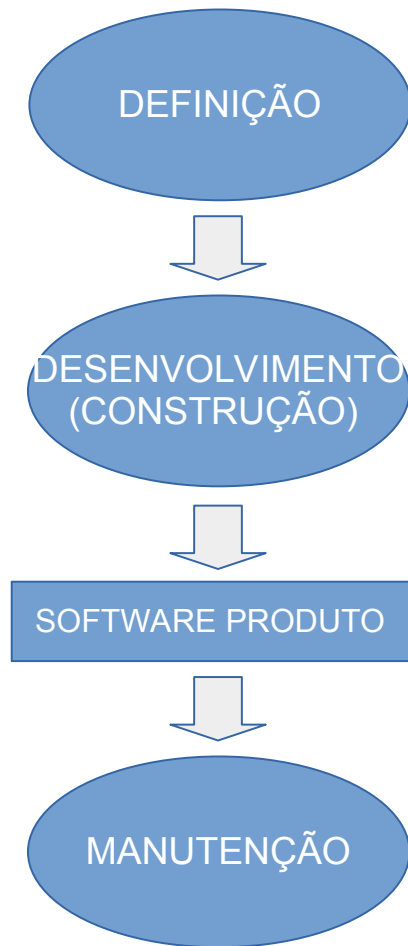 DEFINIÇÃO
DESENVOLVIMENTO
(CONSTRUÇÃO)
SOFTWARE PRODUTO
MANUTENÇÃO